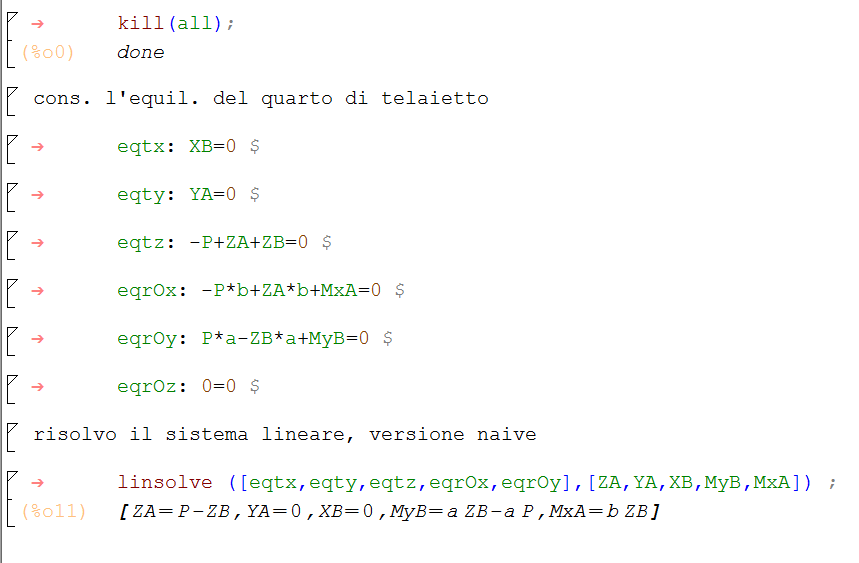 → kill(all);
(%o0) done
cons. l'equil. del quarto di telaietto
→ eqtx: XB=0 $
→ eqty: YA=0 $
→ eqtz: -P+ZA+ZB=0 $
→ eqrOx: -P*b+ZA*b+MxA=0 $
→ eqrOy: P*a-ZB*a+MyB=0 $
→ eqrOz: 0=0 $
risolvo il sistema lineare, versione naive
→ linsolve ([eqtx,eqty,eqtz,eqrOx,eqrOy],[ZA,YA,XB,MyB,MxA]) ;
(%o11) [ZA=P-ZB,YA=0,XB=0,MyB=a ZB-a P,MxA=b ZB]